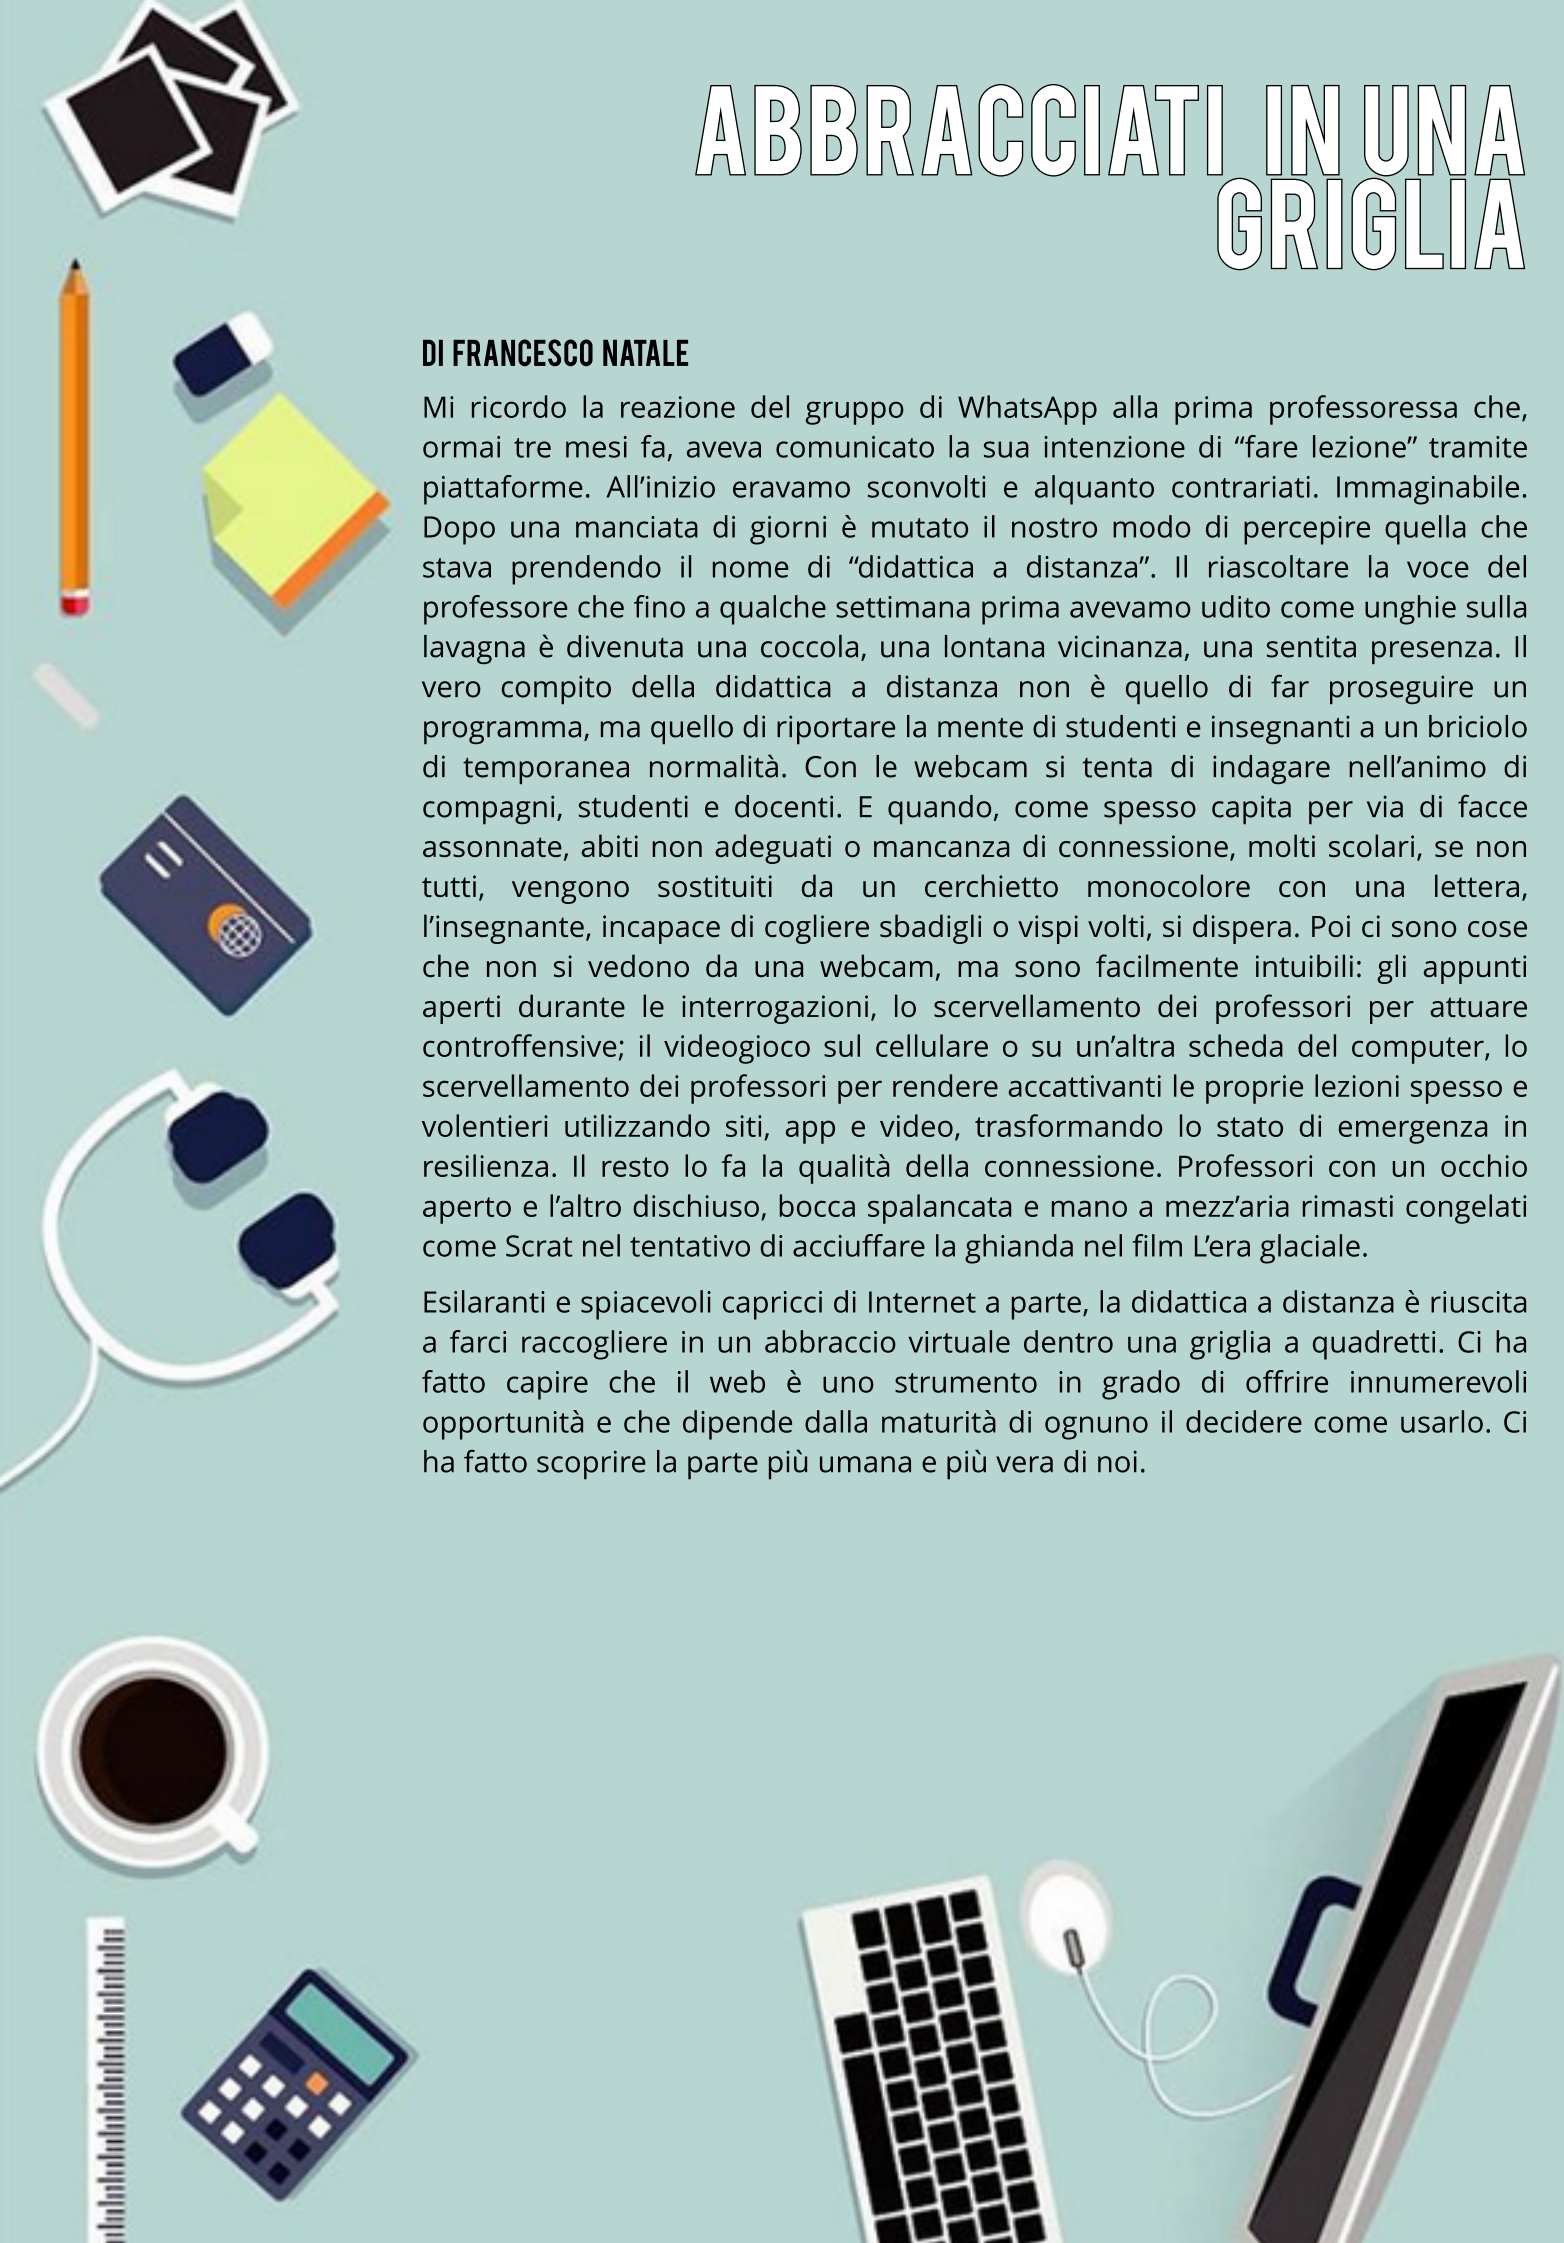 ABBRACCIATI IN UNA
GRIGLIA
DI FRANCESCO NATALE
Mi ricordo la reazione del gruppo di WhatsApp alla prima professoressa che,
ormai tre mesi fa, aveva comunicato la sua intenzione di “fare lezione” tramite
piattaforme. All’inizio eravamo sconvolti e alquanto contrariati. Immaginabile.
Dopo una manciata di giorni è mutato il nostro modo di percepire quella che
stava prendendo il nome di “didattica a distanza”. Il riascoltare la voce del
professore che fino a qualche settimana prima avevamo udito come unghie sulla
lavagna è divenuta una coccola, una lontana vicinanza, una sentita presenza. Il
vero compito della didattica a distanza non è quello di far proseguire un
programma, ma quello di riportare la mente di studenti e insegnanti a un briciolo
di temporanea normalità. Con le webcam si tenta di indagare nell’animo di
compagni, studenti e docenti. E quando, come spesso capita per via di facce
assonnate, abiti non adeguati o mancanza di connessione, molti scolari, se non
tutti, vengono sostituiti da un cerchietto monocolore con una lettera,
l’insegnante, incapace di cogliere sbadigli o vispi volti, si dispera. Poi ci sono cose
che non si vedono da una webcam, ma sono facilmente intuibili: gli appunti
aperti durante le interrogazioni, lo scervellamento dei professori per attuare
controffensive; il videogioco sul cellulare o su un’altra scheda del computer, lo
scervellamento dei professori per rendere accattivanti le proprie lezioni spesso e
volentieri utilizzando siti, app e video, trasformando lo stato di emergenza in
resilienza. Il resto lo fa la qualità della connessione. Professori con un occhio
aperto e l’altro dischiuso, bocca spalancata e mano a mezz’aria rimasti congelati
come Scrat nel tentativo di acciuffare la ghianda nel film L’era glaciale.
Esilaranti e spiacevoli capricci di Internet a parte, la didattica a distanza è riuscita
a farci raccogliere in un abbraccio virtuale dentro una griglia a quadretti. Ci ha
fatto capire che il web è uno strumento in grado di offrire innumerevoli
opportunità e che dipende dalla maturità di ognuno il decidere come usarlo. Ci
ha fatto scoprire la parte più umana e più vera di noi.